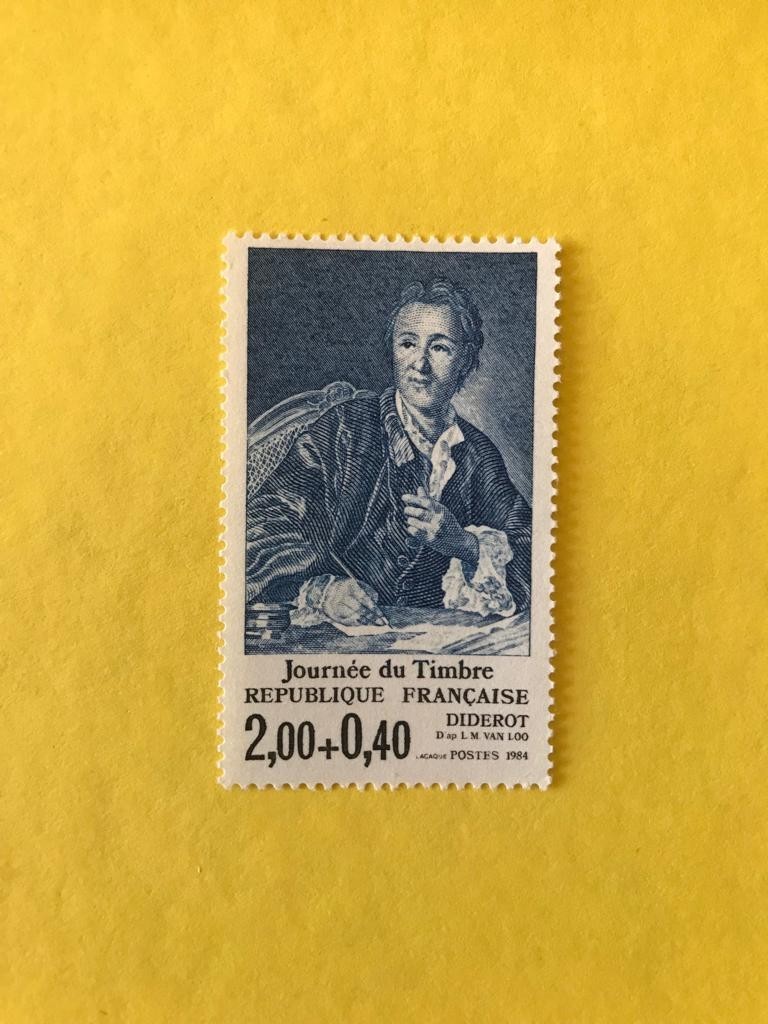 Journée du Timbre
REPUBLIQUE FRANÇAISE
2,00+0,40
DIDEROT
D'ap L.M. VAN LOO
LACAQUE POSTES 1984